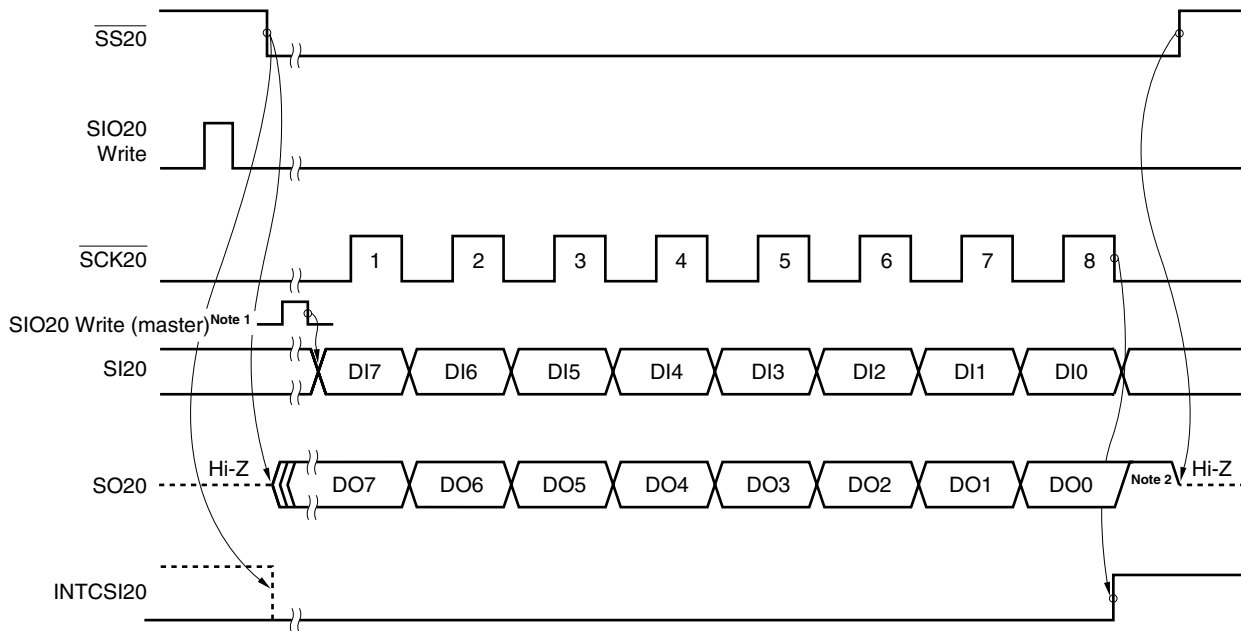 SS20
SIO20
Write
SCK20
1 2 3 4 5 6 7 8
SIO20 Write (master)Note 1
SI20
DI7 DI6 DI5 DI4 DI3 DI2 DI1 DI0
Hi-Z
SO20
DO7 DO6 DO5 DO4 DO3 DO2 DO1 DO0
Note 2
Hi-Z
INTCSI20